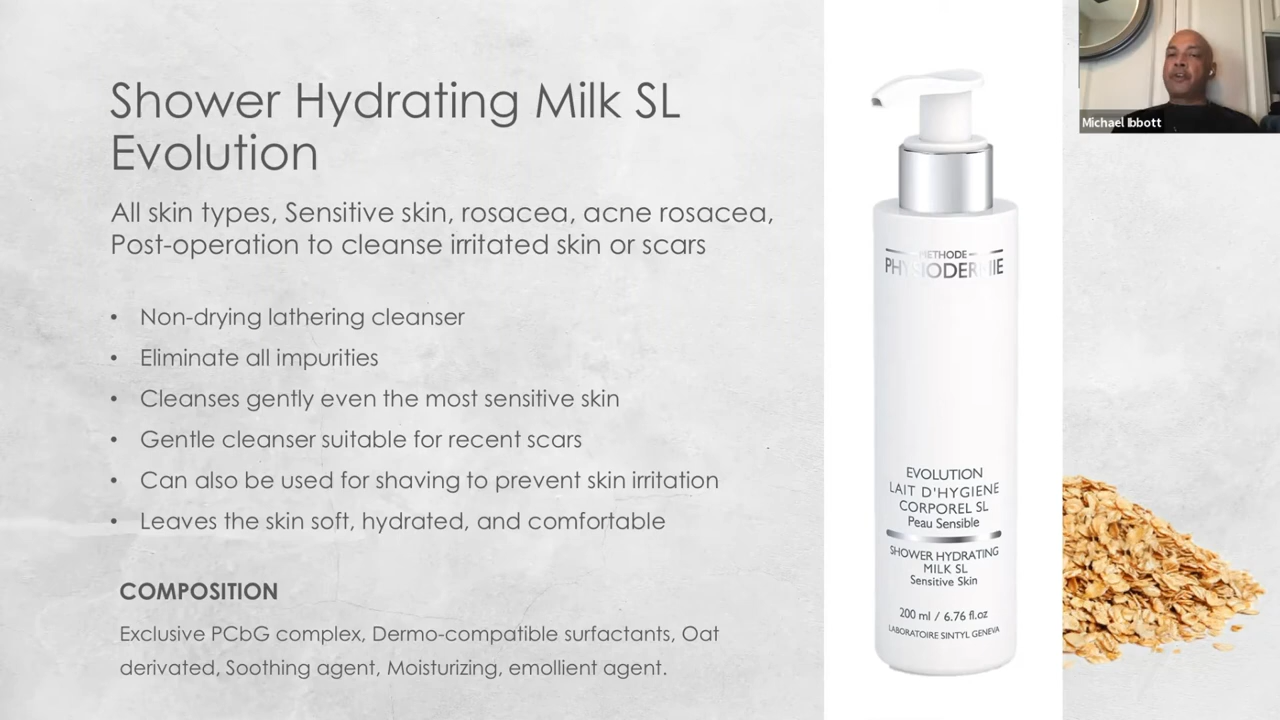 Shower Hydrating Milk SL
Evolution
All skin types, Sensitive skin, rosacea, acne rosacea,
Post-operation to cleanse irritated skin or scars
• Non-drying lathering cleanser
• Eliminate all impurities
• Cleanses gently even the most sensitive skin
• Gentle cleanser suitable for recent scars
• Can also be used for shaving to prevent skin irritation
• Leaves the skin soft, hydrated, and comfortable
COMPOSITION
Exclusive PCbG complex, Dermo-compatible surfactants, Oat
derivated, Soothing agent, Moisturizing, emollient agent.
METHODE
PHYSIODERMIE
EVOLUTION
LAIT D'HYGIENE
CORPOREL SL
Peau Sensible
SHOWER HYDRATING
MILK SL
Sensitive Skin
200 ml / 6.76 fl.oz
LABORATOIRE SINTYL GENEVA
Michael Ibbott